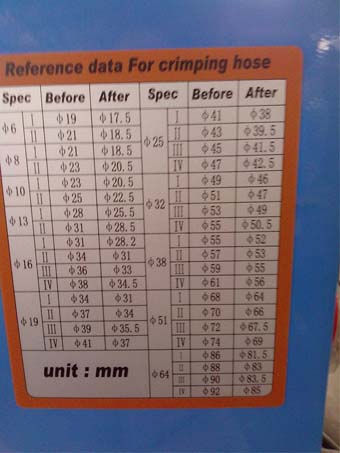 Reference data For crimping hose
Spec Before After Spec Before After
φ6 I φ19 φ17.5 φ25 I φ41 φ38
II φ21 φ18.5 II φ43 φ39.5
φ8 I φ21 φ18.5 III φ45 φ41.5
II φ23 φ20.5 IV φ47 φ42.5
φ10 I φ23 φ20.5 φ32 I φ49 φ46
II φ25 φ22.5 II φ51 φ47
φ13 I φ28 φ25.5 III φ53 φ49
II φ31 φ28.5 IV φ55 φ50.5
φ16 I φ31 φ28.2 φ38 I φ55 φ52
II φ34 φ31 II φ57 φ53
III φ36 φ33 III φ59 φ55
IV φ38 φ34.5 IV φ61 φ56
φ19 I φ34 φ31 φ51 I φ68 φ64
II φ37 φ34 II φ70 φ66
III φ39 φ35.5 III φ72 φ67.5
IV φ41 φ37 IV φ74 φ69
unit : mm φ64 I φ86 φ81.5
II φ88 φ83
III φ90 φ83.5
IV φ92 φ85